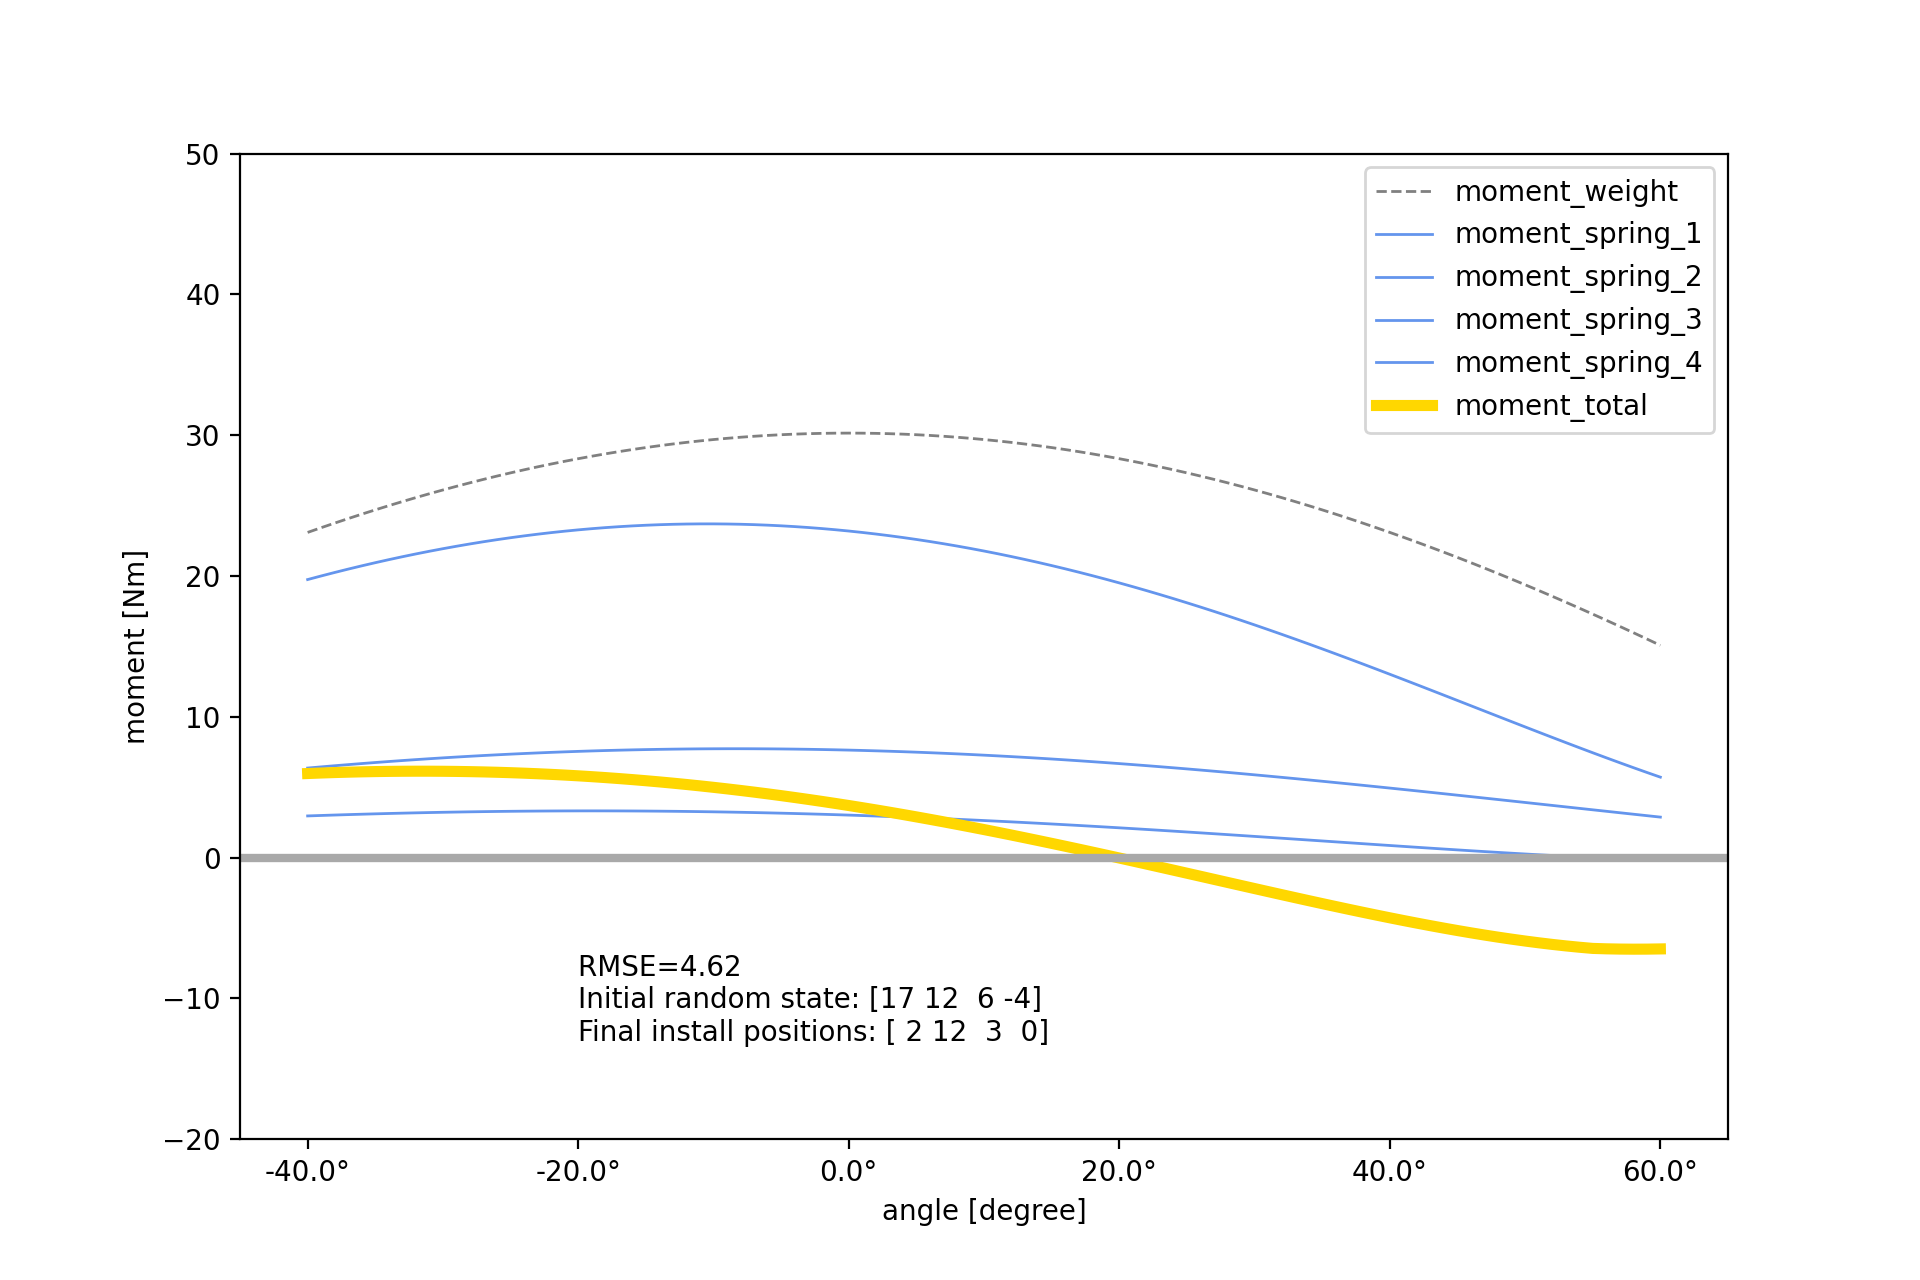 50
40
30
20
10
0
−10
−20
moment [Nm]
moment_weight
moment_spring_1
moment_spring_2
moment_spring_3
moment_spring_4
moment_total
RMSE=4.62
Initial random state: [17 12  6 -4]
Final install positions: [ 2 12  3  0]
-40.0° -20.0° 0.0° 20.0° 40.0° 60.0°
angle [degree]